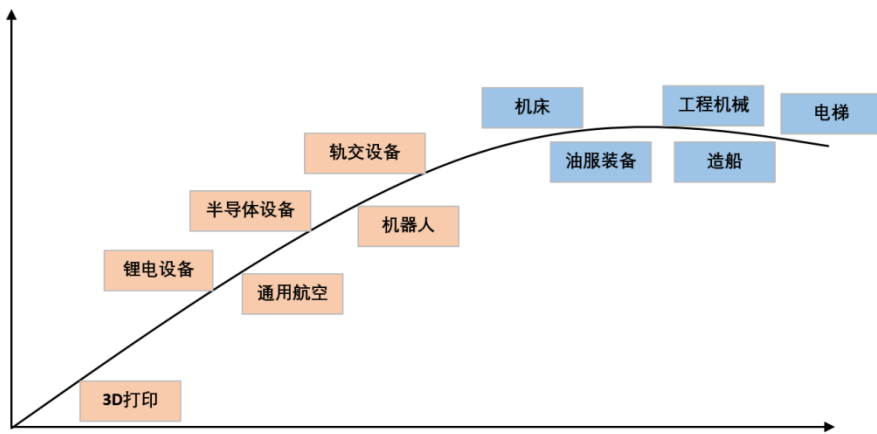 机床
工程机械
电梯
轨交设备
油服装备
造船
半导体设备
机器人
锂电设备
通用航空
3D打印